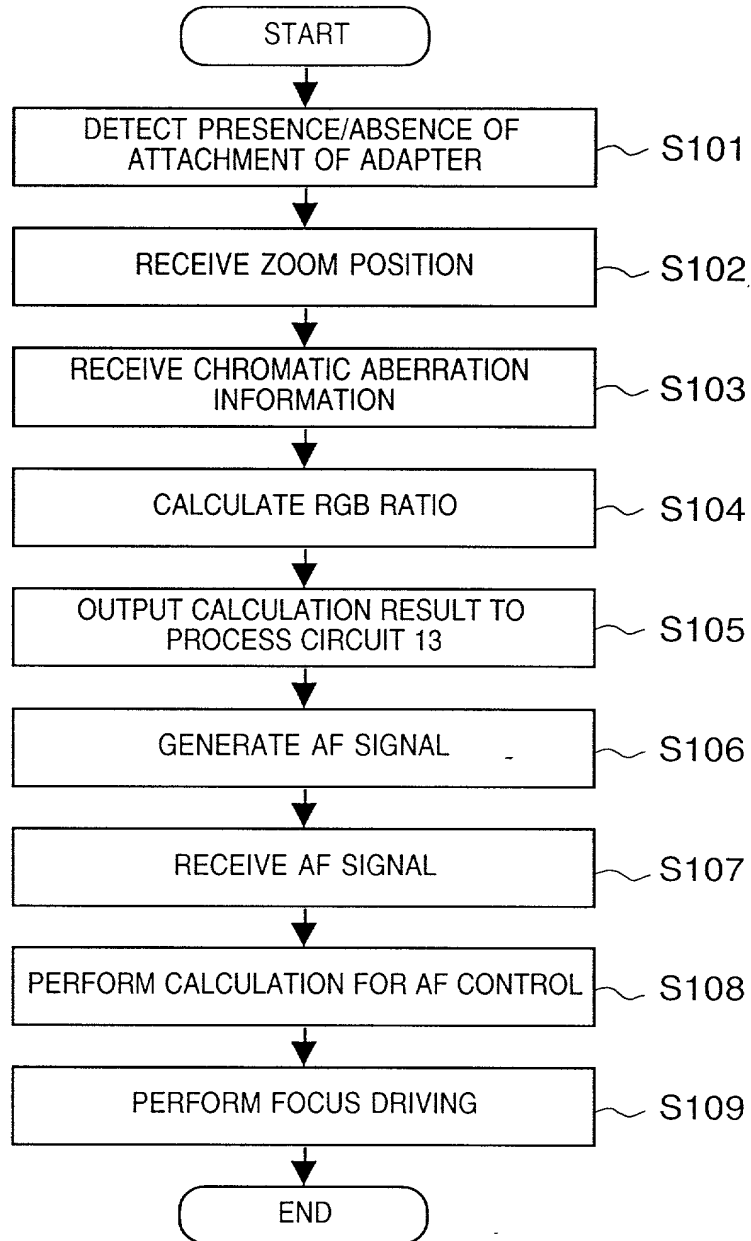 START
DETECT PRESENCE/ABSENCE OF
ATTACHMENT OF ADAPTER
S101
RECEIVE ZOOM POSITION
S102
RECEIVE CHROMATIC ABERRATION
INFORMATION
S103
CALCULATE RGB RATIO
S104
OUTPUT CALCULATION RESULT TO
PROCESS CIRCUIT 13
S105
GENERATE AF SIGNAL
S106
RECEIVE AF SIGNAL
S107
PERFORM CALCULATION FOR AF CONTROL
S108
PERFORM FOCUS DRIVING
S109
END